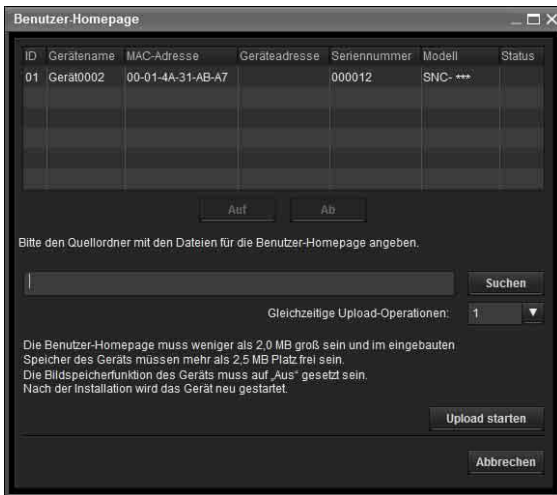 Benutzer-Homepage
ID Gerätename MAC-Adresse Geräteadresse Seriennummer Modell Status
01 Gerät0002 00-01-4A-31-AB-A7 000012 SNC- ***
Auf Ab
Bitte den Quellordner mit den Dateien für die Benutzer-Homepage angeben.
Suchen
Gleichzeitige Upload-Operationen: 1
Die Benutzer-Homepage muss weniger als 2,0 MB groß sein und im eingebauten
Speicher des Geräts müssen mehr als 2,5 MB Platz frei sein.
Die Bildspeicherfunktion des Geräts muss auf „Aus“ gesetzt sein.
Nach der Installation wird das Gerät neu gestartet.
Upload starten
Abbrechen